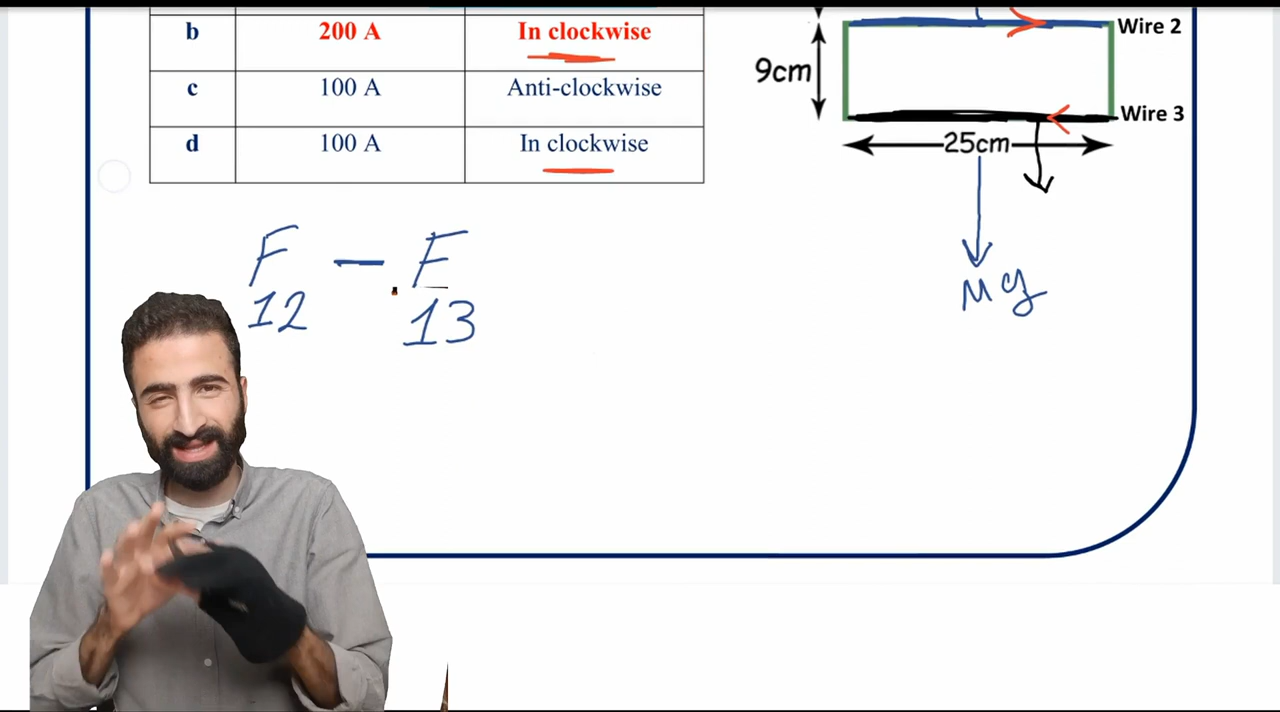 b 200 A In clockwise
c 100 A Anti-clockwise
d 100 A In clockwise
Wire 2
9cm
Wire 3
25cm
Mg
F12 — F13